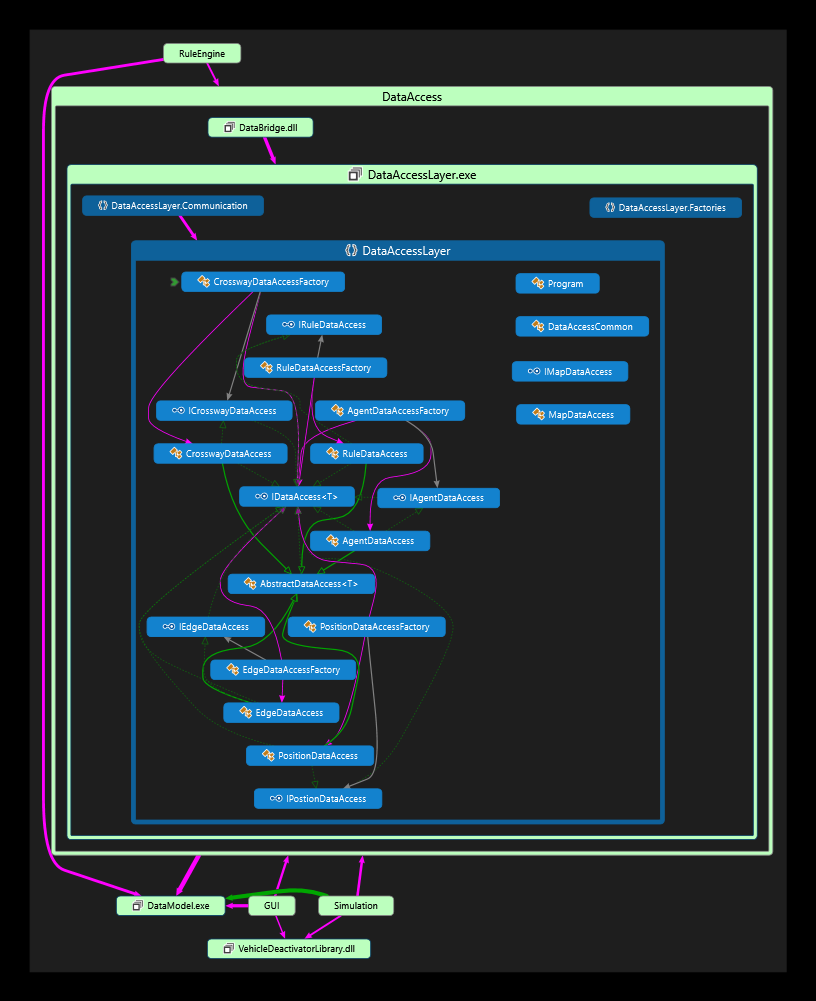 RuleEngine
DataAccess
DataBridge.dll
DataAccessLayer.exe
DataAccessLayer.Communication
DataAccessLayer.Factories
DataAccessLayer
CrosswayDataAccessFactory
Program
IRuleDataAccess
DataAccessCommon
RuleDataAccessFactory
IMapDataAccess
ICrosswayDataAccess
AgentDataAccessFactory
MapDataAccess
CrosswayDataAccess
RuleDataAccess
IDataAccess<T>
IAgentDataAccess
AgentDataAccess
AbstractDataAccess<T>
IEdgeDataAccess
PositionDataAccessFactory
EdgeDataAccessFactory
EdgeDataAccess
PositionDataAccess
IPostionDataAccess
DataModel.exe
GUI
Simulation
VehicleDeactivatorLibrary.dll